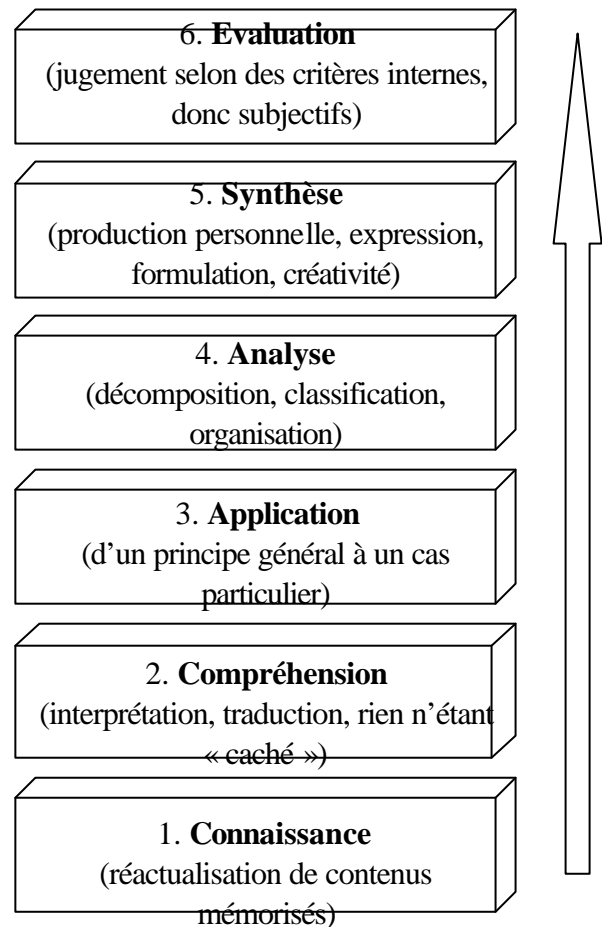 6. Evaluation
(jugement selon des critères internes,
donc subjectifs)
5. Synthèse
(production personnelle, expression,
formulation, créativité)
4. Analyse
(décomposition, classification,
organisation)
3. Application
(d’un principe général à un cas
particulier)
2. Compréhension
(interprétation, traduction, rien n’étant
« caché »)
1. Connaissance
(réactualisation de contenus
mémorisés)